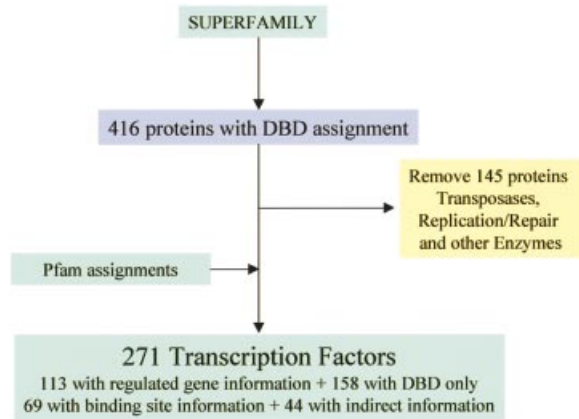 SUPERFAMILY
416 proteins with DBD assignment
Remove 145 proteins
Transposases,
Replication/Repair
and other Enzymes
Pfam assignments
271 Transcription Factors
113 with regulated gene information + 158 with DBD only
69 with binding site information + 44 with indirect information